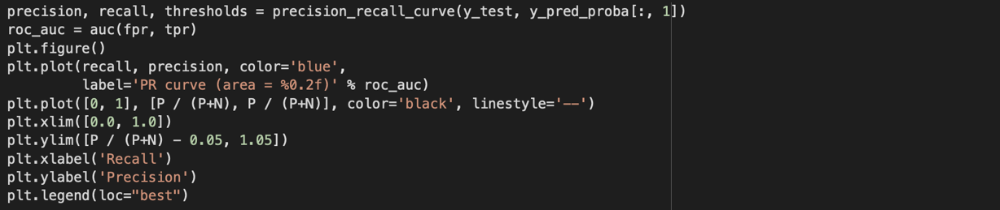 precision, recall, thresholds = precision_recall_curve(y_test, y_pred_proba[:, 1])
roc_auc = auc(fpr, tpr)
plt.figure()
plt.plot(recall, precision, color='blue',
         label='PR curve (area = %0.2f)' % roc_auc)
plt.plot([0, 1], [P / (P+N), P / (P+N)], color='black', linestyle='--')
plt.xlim([0.0, 1.0])
plt.ylim([P / (P+N) - 0.05, 1.05])
plt.xlabel('Recall')
plt.ylabel('Precision')
plt.legend(loc="best")